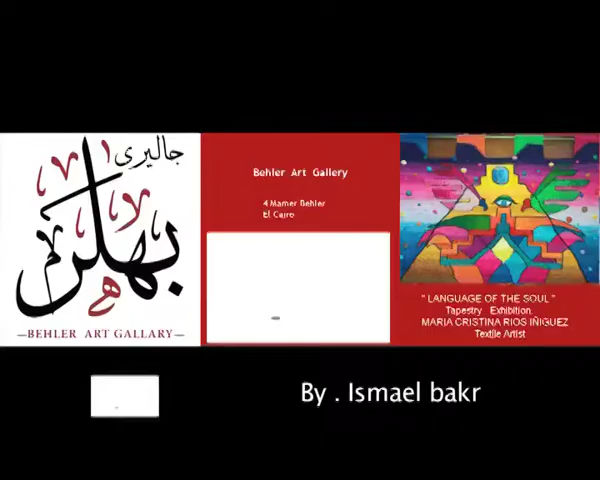 جاليرى
بهلر
BEHLER ART GALLARY
Behler Art Gallery
4 Mamer Behler
El Cairo
" LANGUAGE OF THE SOUL "
Tapestry Exhibition.
MARIA CRISTINA RIOS IÑIGUEZ
Textile Artist
By . Ismael bakr